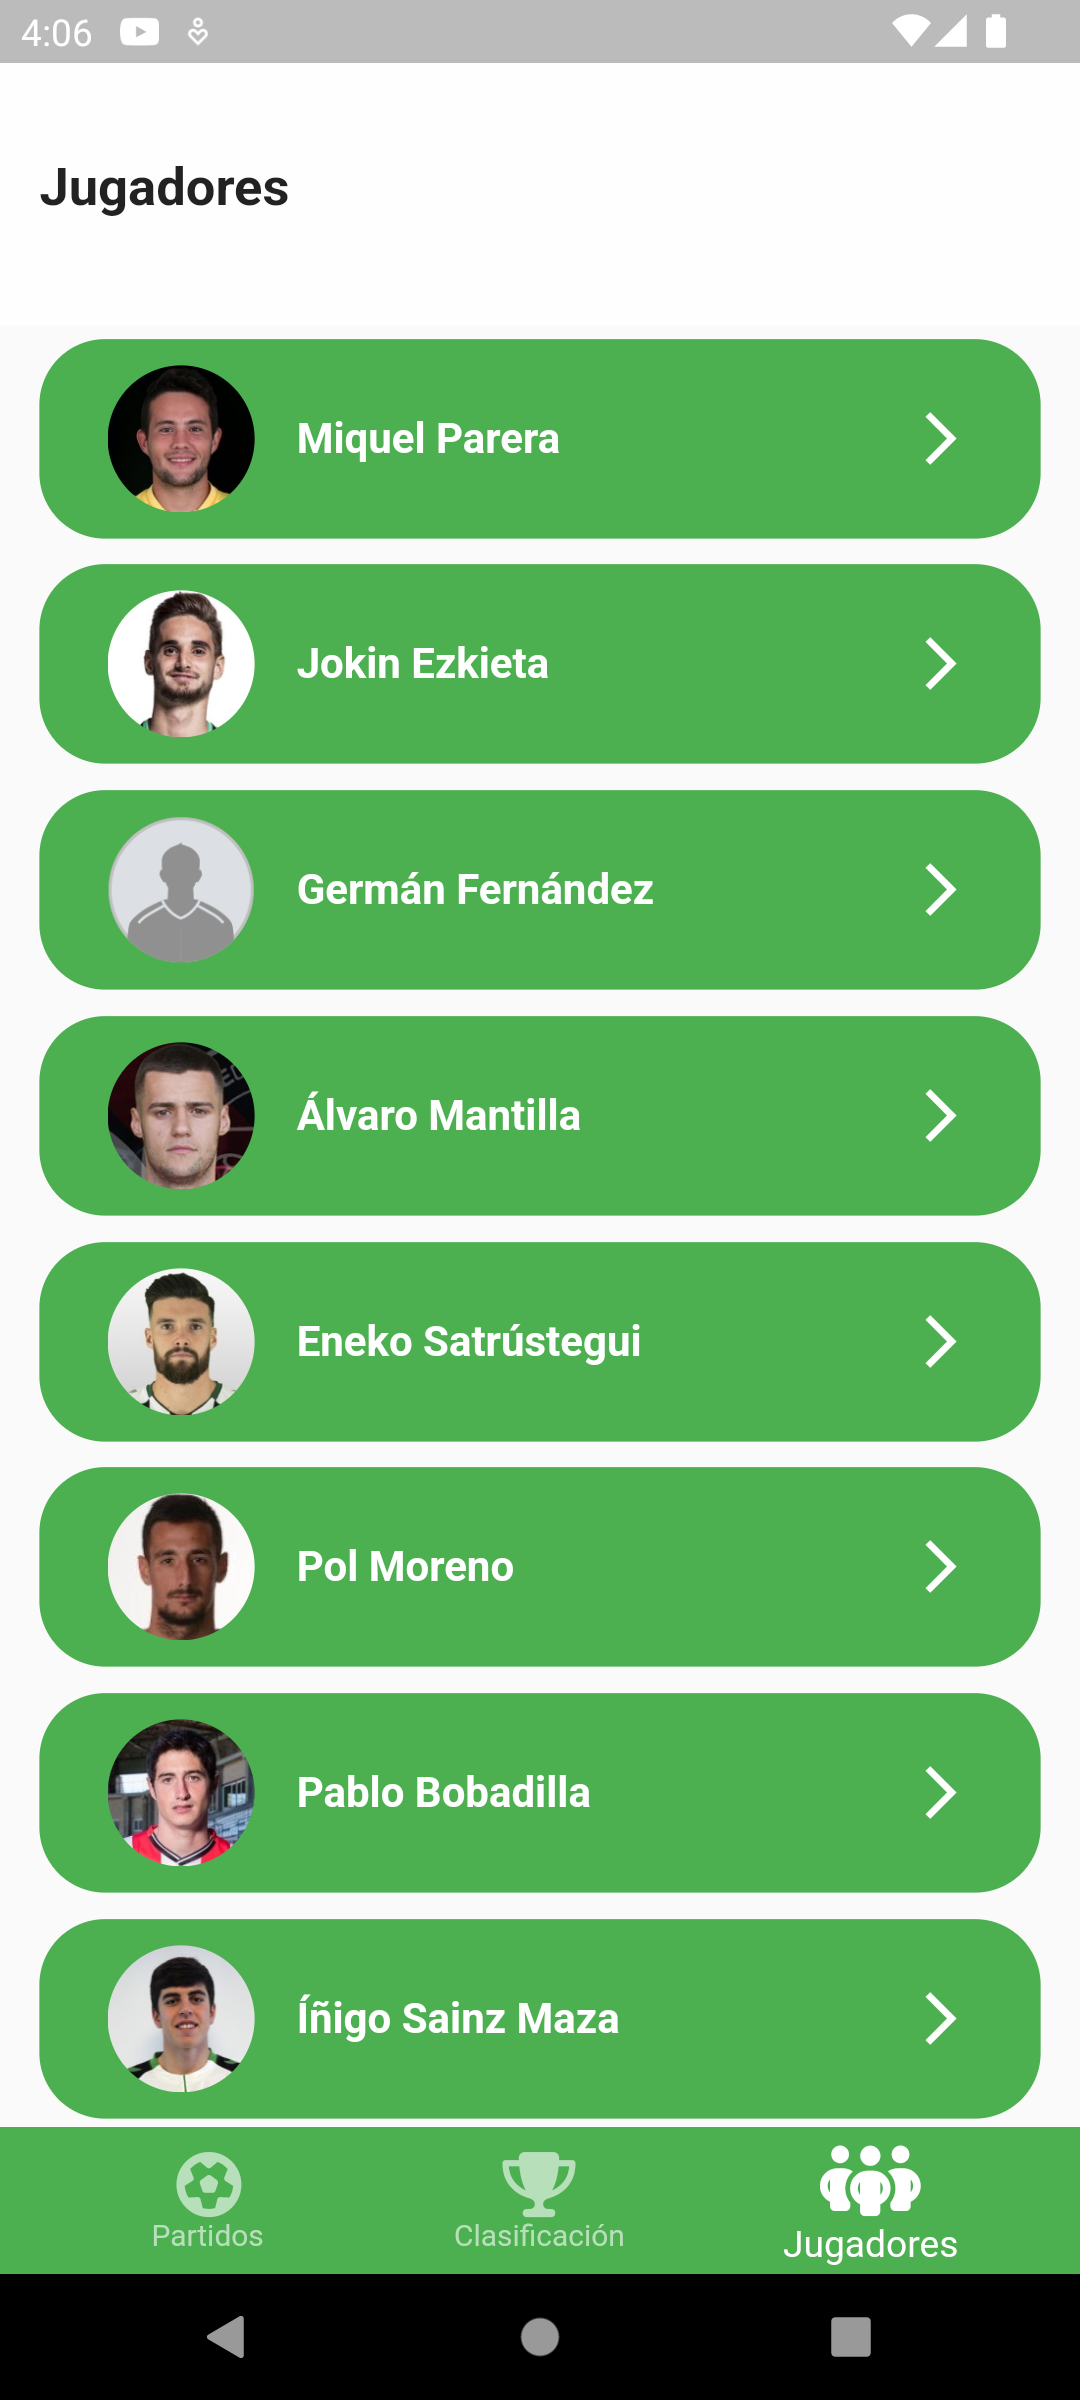 4:06
Jugadores
Miquel Parera
Jokin Ezkieta
Germán Fernández
Álvaro Mantilla
Eneko Satrústegui
Pol Moreno
Pablo Bobadilla
Íñigo Sainz Maza
Partidos
Clasificación
Jugadores